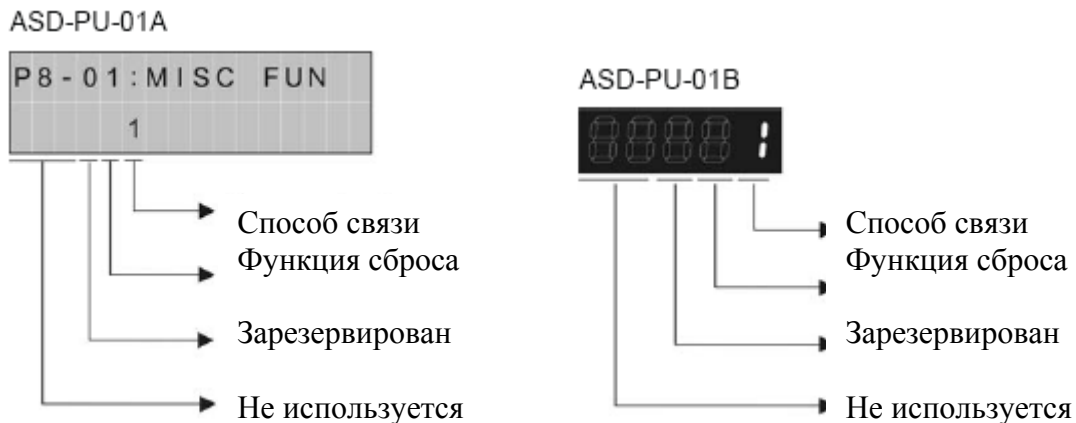 ASD-PU-01A
P8-01:MISC FUN
1
Способ связи
Функция сброса
Зарезервирован
Не используется
ASD-PU-01B
1
Способ связи
Функция сброса
Зарезервирован
Не используется